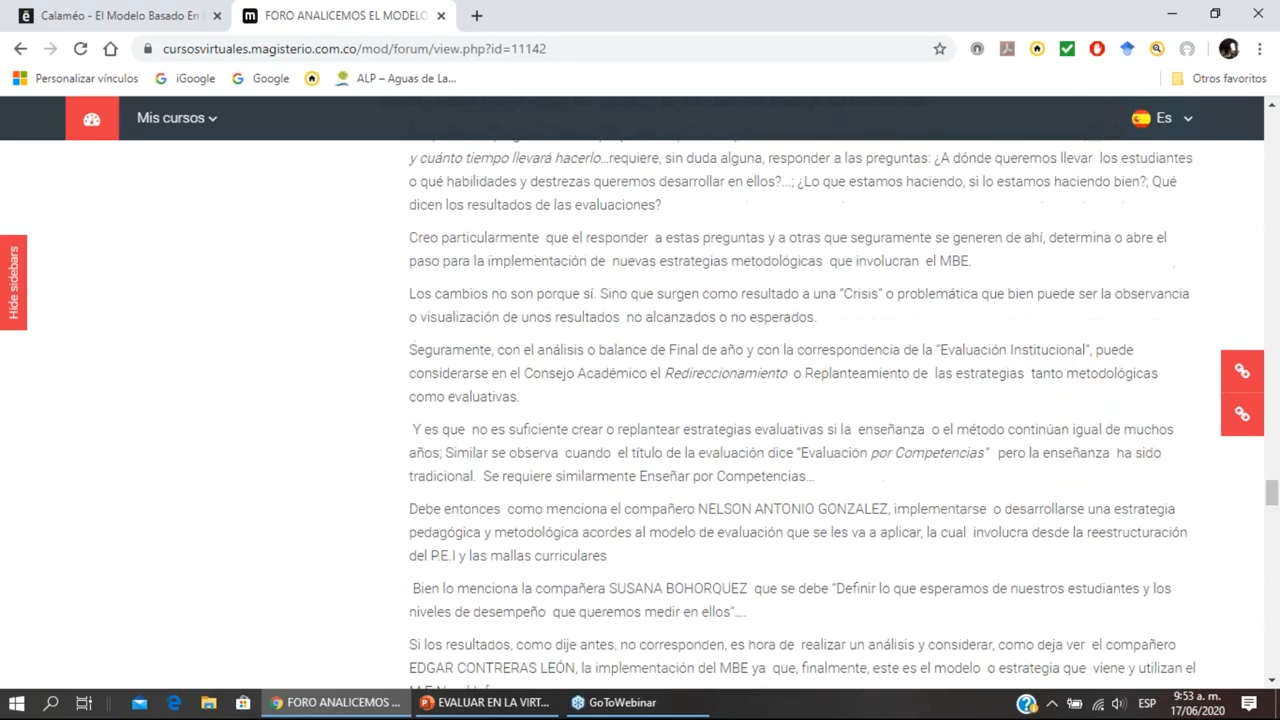 Calaméo - El Modelo Basado En
FORO ANALICEMOS EL MODELO
cursosvirtuales.magisterio.com.co/mod/forum/view.php?id=11142
Personalizar vínculos
iGoogle
Google
ALP – Aguas de La...
Otros favoritos
Mis cursos
Es
Hide sidebars
y cuánto tiempo llevará hacerlo...requiere, sin duda alguna, responder a las preguntas: ¿A dónde queremos llevar los estudiantes
o qué habilidades y destrezas queremos desarrollar en ellos?...; ¿Lo que estamos haciendo, si lo estamos haciendo bien?; Qué
dicen los resultados de las evaluaciones?
Creo particularmente que el responder a estas preguntas y a otras que seguramente se generen de ahí, determina o abre el
paso para la implementación de nuevas estrategias metodológicas que involucran el MBE.
Los cambios no son porque sí. Sino que surgen como resultado a una “Crisis” o problemática que bien puede ser la observancia
o visualización de unos resultados no alcanzados o no esperados.
Seguramente, con el análisis o balance de Final de año y con la correspondencia de la “Evaluación Institucional”, puede
considerarse en el Consejo Académico el Redireccionamiento o Replanteamiento de las estrategias tanto metodológicas
como evaluativas.
Y es que no es suficiente crear o replantear estrategias evaluativas si la enseñanza o el método continúan igual de muchos
años; Similar se observa cuando el título de la evaluación dice “Evaluación por Competencias” pero la enseñanza ha sido
tradicional. Se requiere similarmente Enseñar por Competencias...
Debe entonces como menciona el compañero NELSON ANTONIO GONZALEZ, implementarse o desarrollarse una estrategia
pedagógica y metodológica acordes al modelo de evaluación que se les va a aplicar, la cual involucra desde la reestructuración
del P.E.I y las mallas curriculares
Bien lo menciona la compañera SUSANA BOHORQUEZ que se debe “Definir lo que esperamos de nuestros estudiantes y los
niveles de desempeño que queremos medir en ellos”....
Si los resultados, como dije antes, no corresponden, es hora de realizar un análisis y considerar, como deja ver el compañero
EDGAR CONTRERAS LEÓN, la implementación del MBE ya que, finalmente, este es el modelo o estrategia que viene y utilizan el
FORO ANALICEMOS ...
EVALUAR EN LA VIRT...
GoToWebinar
ESP
9:53 a. m.
17/06/2020